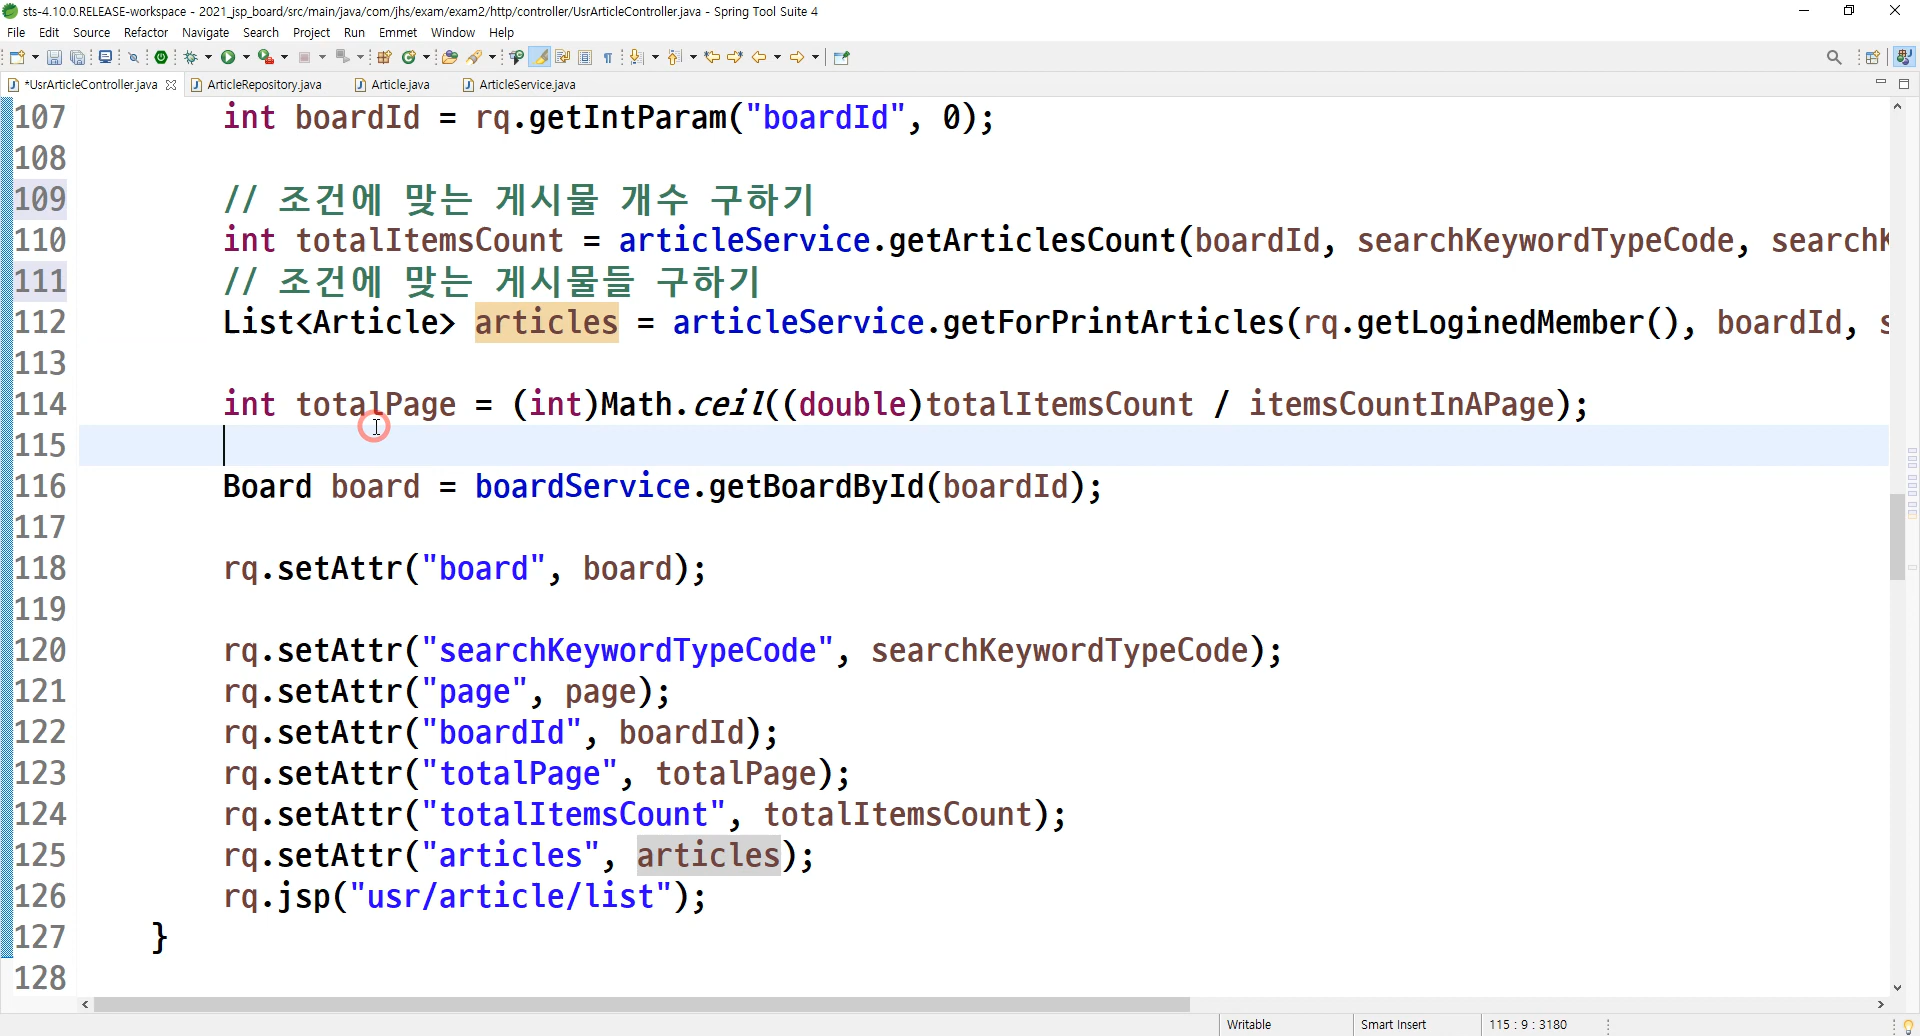 sts-4.10.0.RELEASE-workspace - 2021_jsp_board/src/main/java/com/jhs/exam/exam2/http/controller/UsrArticleController.java - Spring Tool Suite 4
File Edit Source Refactor Navigate Search Project Run Emmet Window Help
*UsrArticleController.java ArticleRepository.java Article.java ArticleService.java
107 int boardId = rq.getIntParam("boardId", 0);
108
109 // 조건에 맞는 게시물 개수 구하기
110 int totalItemsCount = articleService.getArticlesCount(boardId, searchKeywordTypeCode, searchK
111 // 조건에 맞는 게시물들 구하기
112 List<Article> articles = articleService.getForPrintArticles(rq.getLoginedMember(), boardId, s
113
114 int totalPage = (int)Math.ceil((double)totalItemsCount / itemsCountInAPage);
115
116 Board board = boardService.getBoardById(boardId);
117
118 rq.setAttr("board", board);
119
120 rq.setAttr("searchKeywordTypeCode", searchKeywordTypeCode);
121 rq.setAttr("page", page);
122 rq.setAttr("boardId", boardId);
123 rq.setAttr("totalPage", totalPage);
124 rq.setAttr("totalItemsCount", totalItemsCount);
125 rq.setAttr("articles", articles);
126 rq.jsp("usr/article/list");
127 }
128
Writable Smart Insert 115 : 9 : 3180